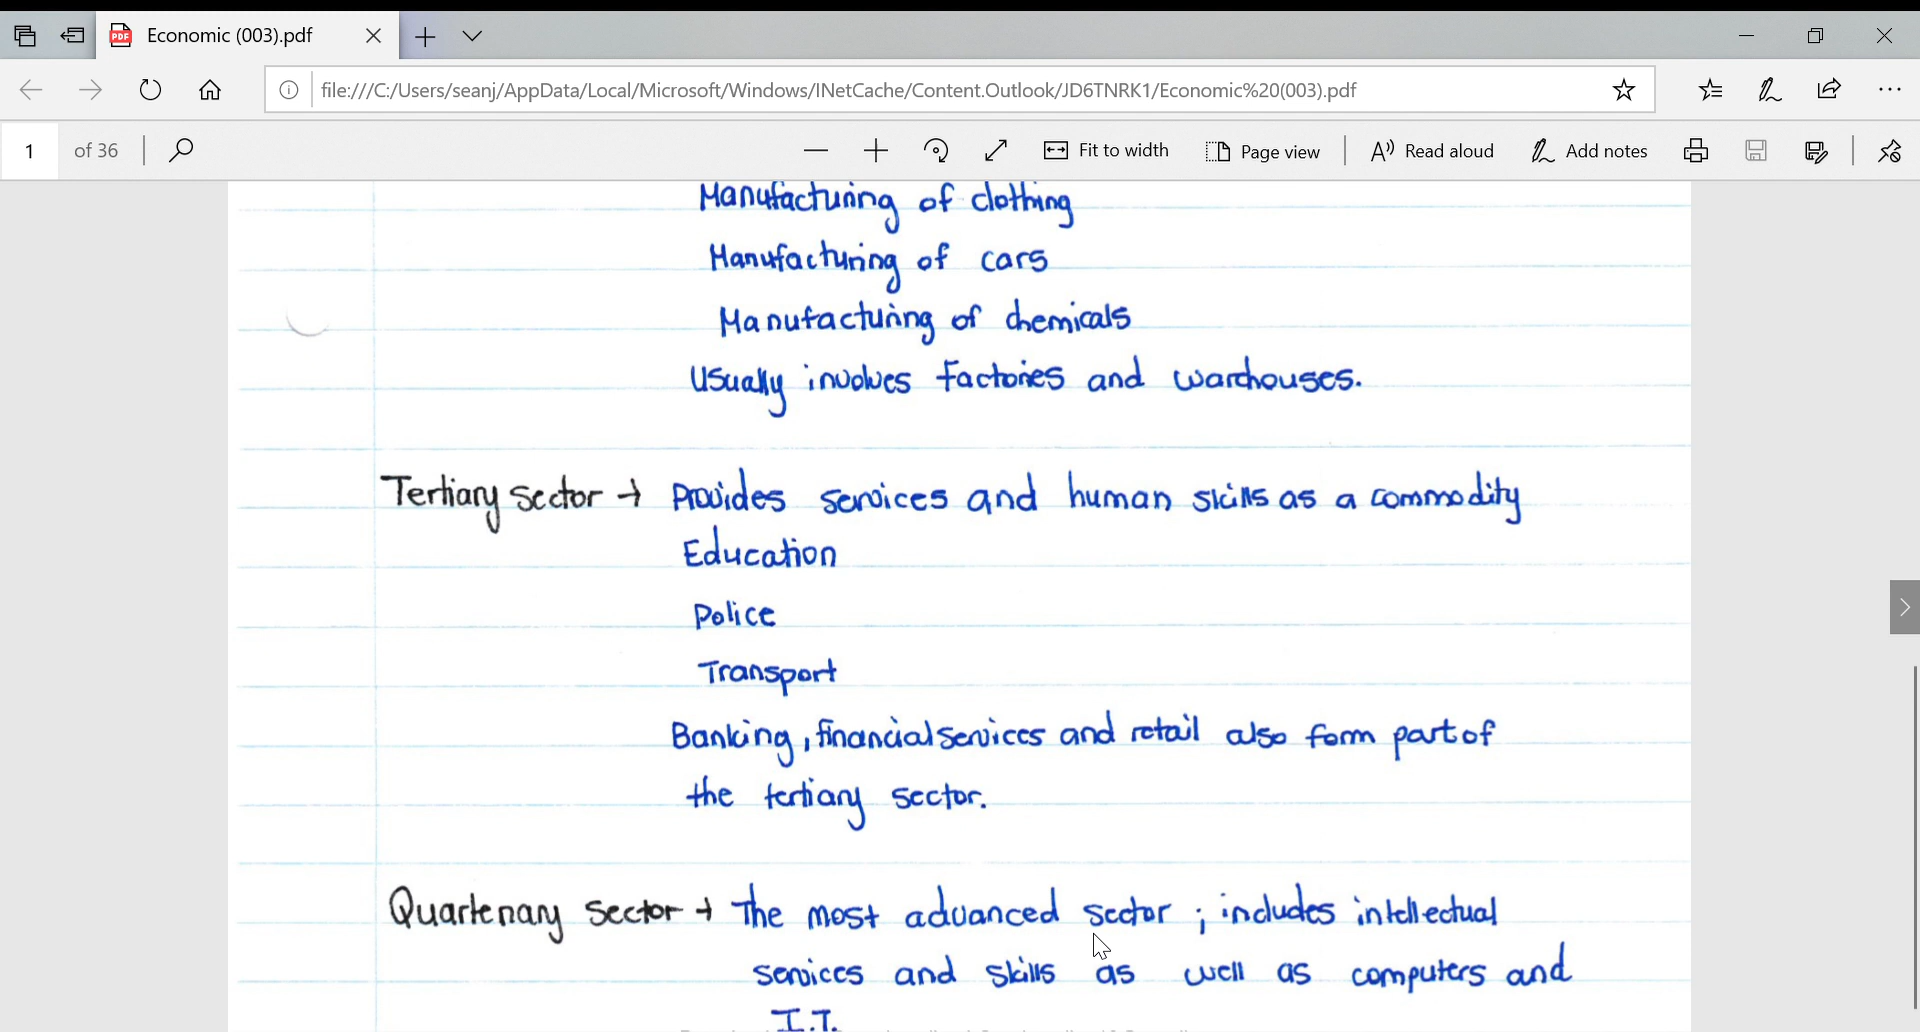 Economic (003).pdf
file:///C:/Users/seanj/AppData/Local/Microsoft/Windows/INetCache/Content.Outlook/JD6TNRK1/Economic%20(003).pdf
1 of 36 Fit to width Page view Read aloud Add notes
Manufacturing of clothing
Manufacturing of cars
Manufacturing of chemicals
Usually involves factories and warehouses.
Tertiary sector → Provides services and human skills as a commodity
Education
Police
Transport
Banking, financial services and retail also form part of
the tertiary sector.
Quartenary sector → The most advanced sector ; includes intellectual
services and skills as well as computers and
I.T.